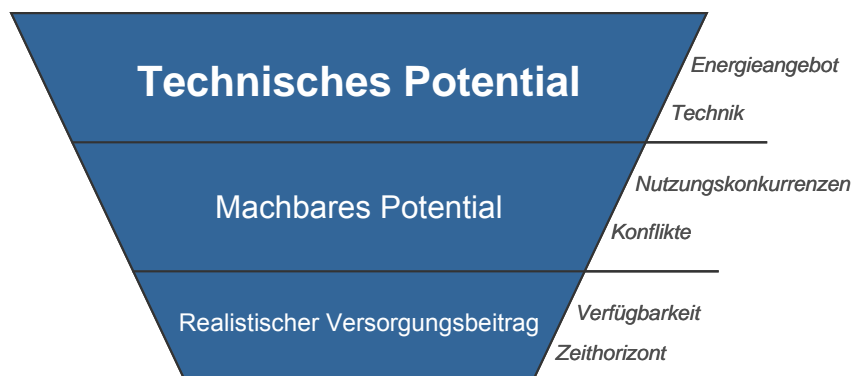 Technisches Potential
Energieangebot
Technik
Machbares Potential
Nutzungskonkurrenzen
Konflikte
Realistischer Versorgungsbeitrag
Verfügbarkeit
Zeithorizont